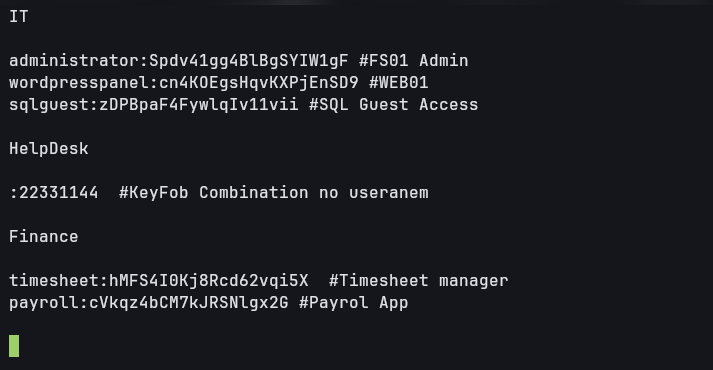 IT
administrator:Spdv41gg4BlBgSYIW1gF #FS01 Admin
wordpresspanel:cn4KOEgsHqvKXPjEnSD9 #WEB01
sqlguest:zDPBpaF4FywlqIv11vii #SQL Guest Access
HelpDesk
:22331144  #KeyFob Combination no useranem
Finance
timesheet:hMFS4I0Kj8Rcd62vqi5X  #Timesheet manager
payroll:cVkqz4bCM7kJRSNlgx2G #Payrol App